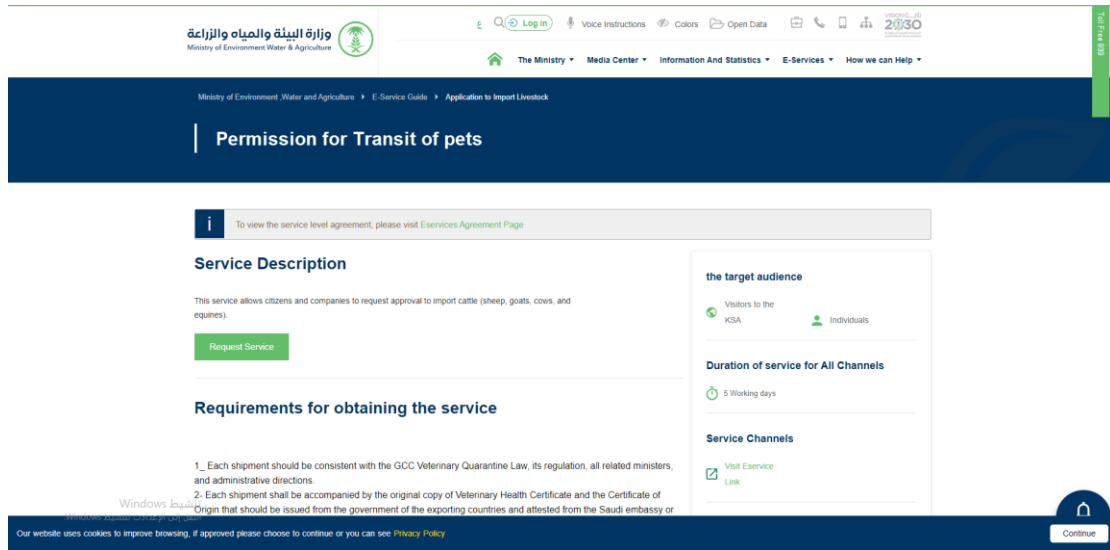 وزارة البيئة والمياه والزراعة
Ministry of Environment Water & Agriculture
ع
Log in
Voice Instructions
Colors
Open Data
VISION رؤية
2030
Toll Free 939
The Ministry
Media Center
Information And Statistics
E-Services
How we can Help
Ministry of Environment ,Water and Agriculture
E-Service Guide
Application to Import Livestock
Permission for Transit of pets
i
To view the service level agreement, please visit Eservices Agreement Page
Service Description
This service allows citizens and companies to request approval to import cattle (sheep, goats, cows, and
equines).
Request Service
Requirements for obtaining the service
1_ Each shipment should be consistent with the GCC Veterinary Quarantine Law, its regulation, all related ministers,
and administrative directions.
2- Each shipment shall be accompanied by the original copy of Veterinary Health Certificate and the Certificate of
Origin that should be issued from the government of the exporting countries and attested from the Saudi embassy or
the target audience
Visitors to the
KSA
Individuals
Duration of service for All Channels
5 Working days
Service Channels
Visit Eservice
Link
تنشيط Windows
Our website uses cookies to improve browsing, if approved please choose to continue or you can see Privacy Policy
Continue